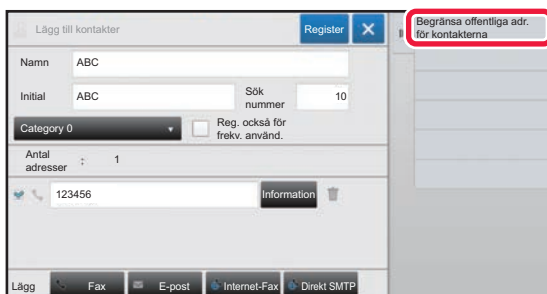 Lägg till kontakter
Register
Begränsa offentliga adr.
för kontakterna
Namn
ABC
Initial
ABC
Sök
nummer
10
Category 0
Reg. också för
frekv. använd.
Antal
adresser
:
1
123456
Information
Lägg
Fax
E-post
Internet-Fax
Direkt SMTP